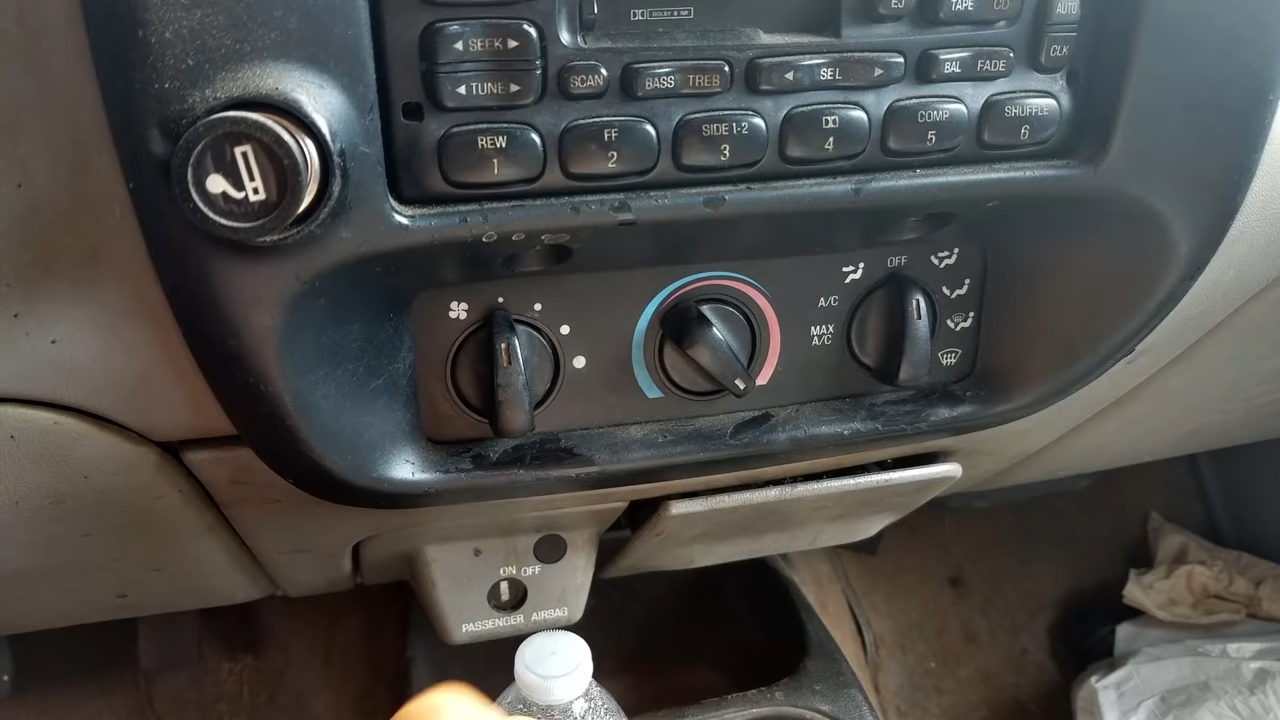 DOLBY B NR
EJ
TAPE CD
AUTO
SEEK
CLK
TUNE
SCAN
BASS TREB
SEL
BAL FADE
REW
1
FF
2
SIDE 1-2
3
4
COMP
5
SHUFFLE
6
OFF
A/C
MAX
A/C
ON OFF
PASSENGER AIRBAG